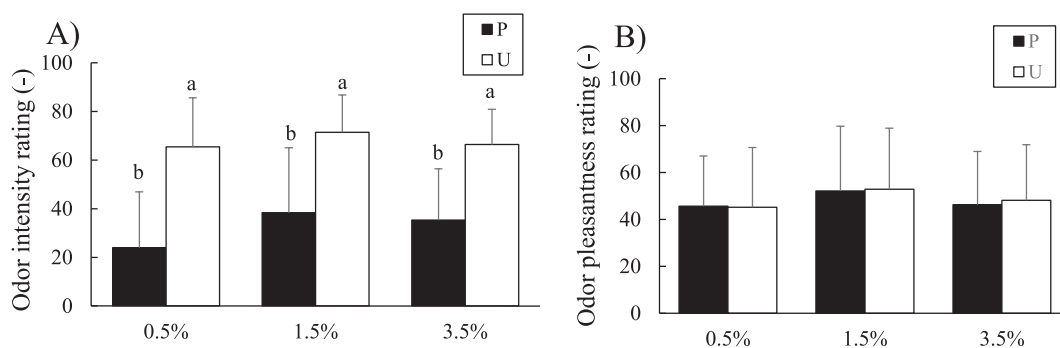 A)
P
U
Odor intensity rating (-)
100
80
60
40
20
0
b
a
b
a
b
a
0.5%
1.5%
3.5%
B)
P
U
Odor pleasantness rating (-)
100
80
60
40
20
0
0.5%
1.5%
3.5%